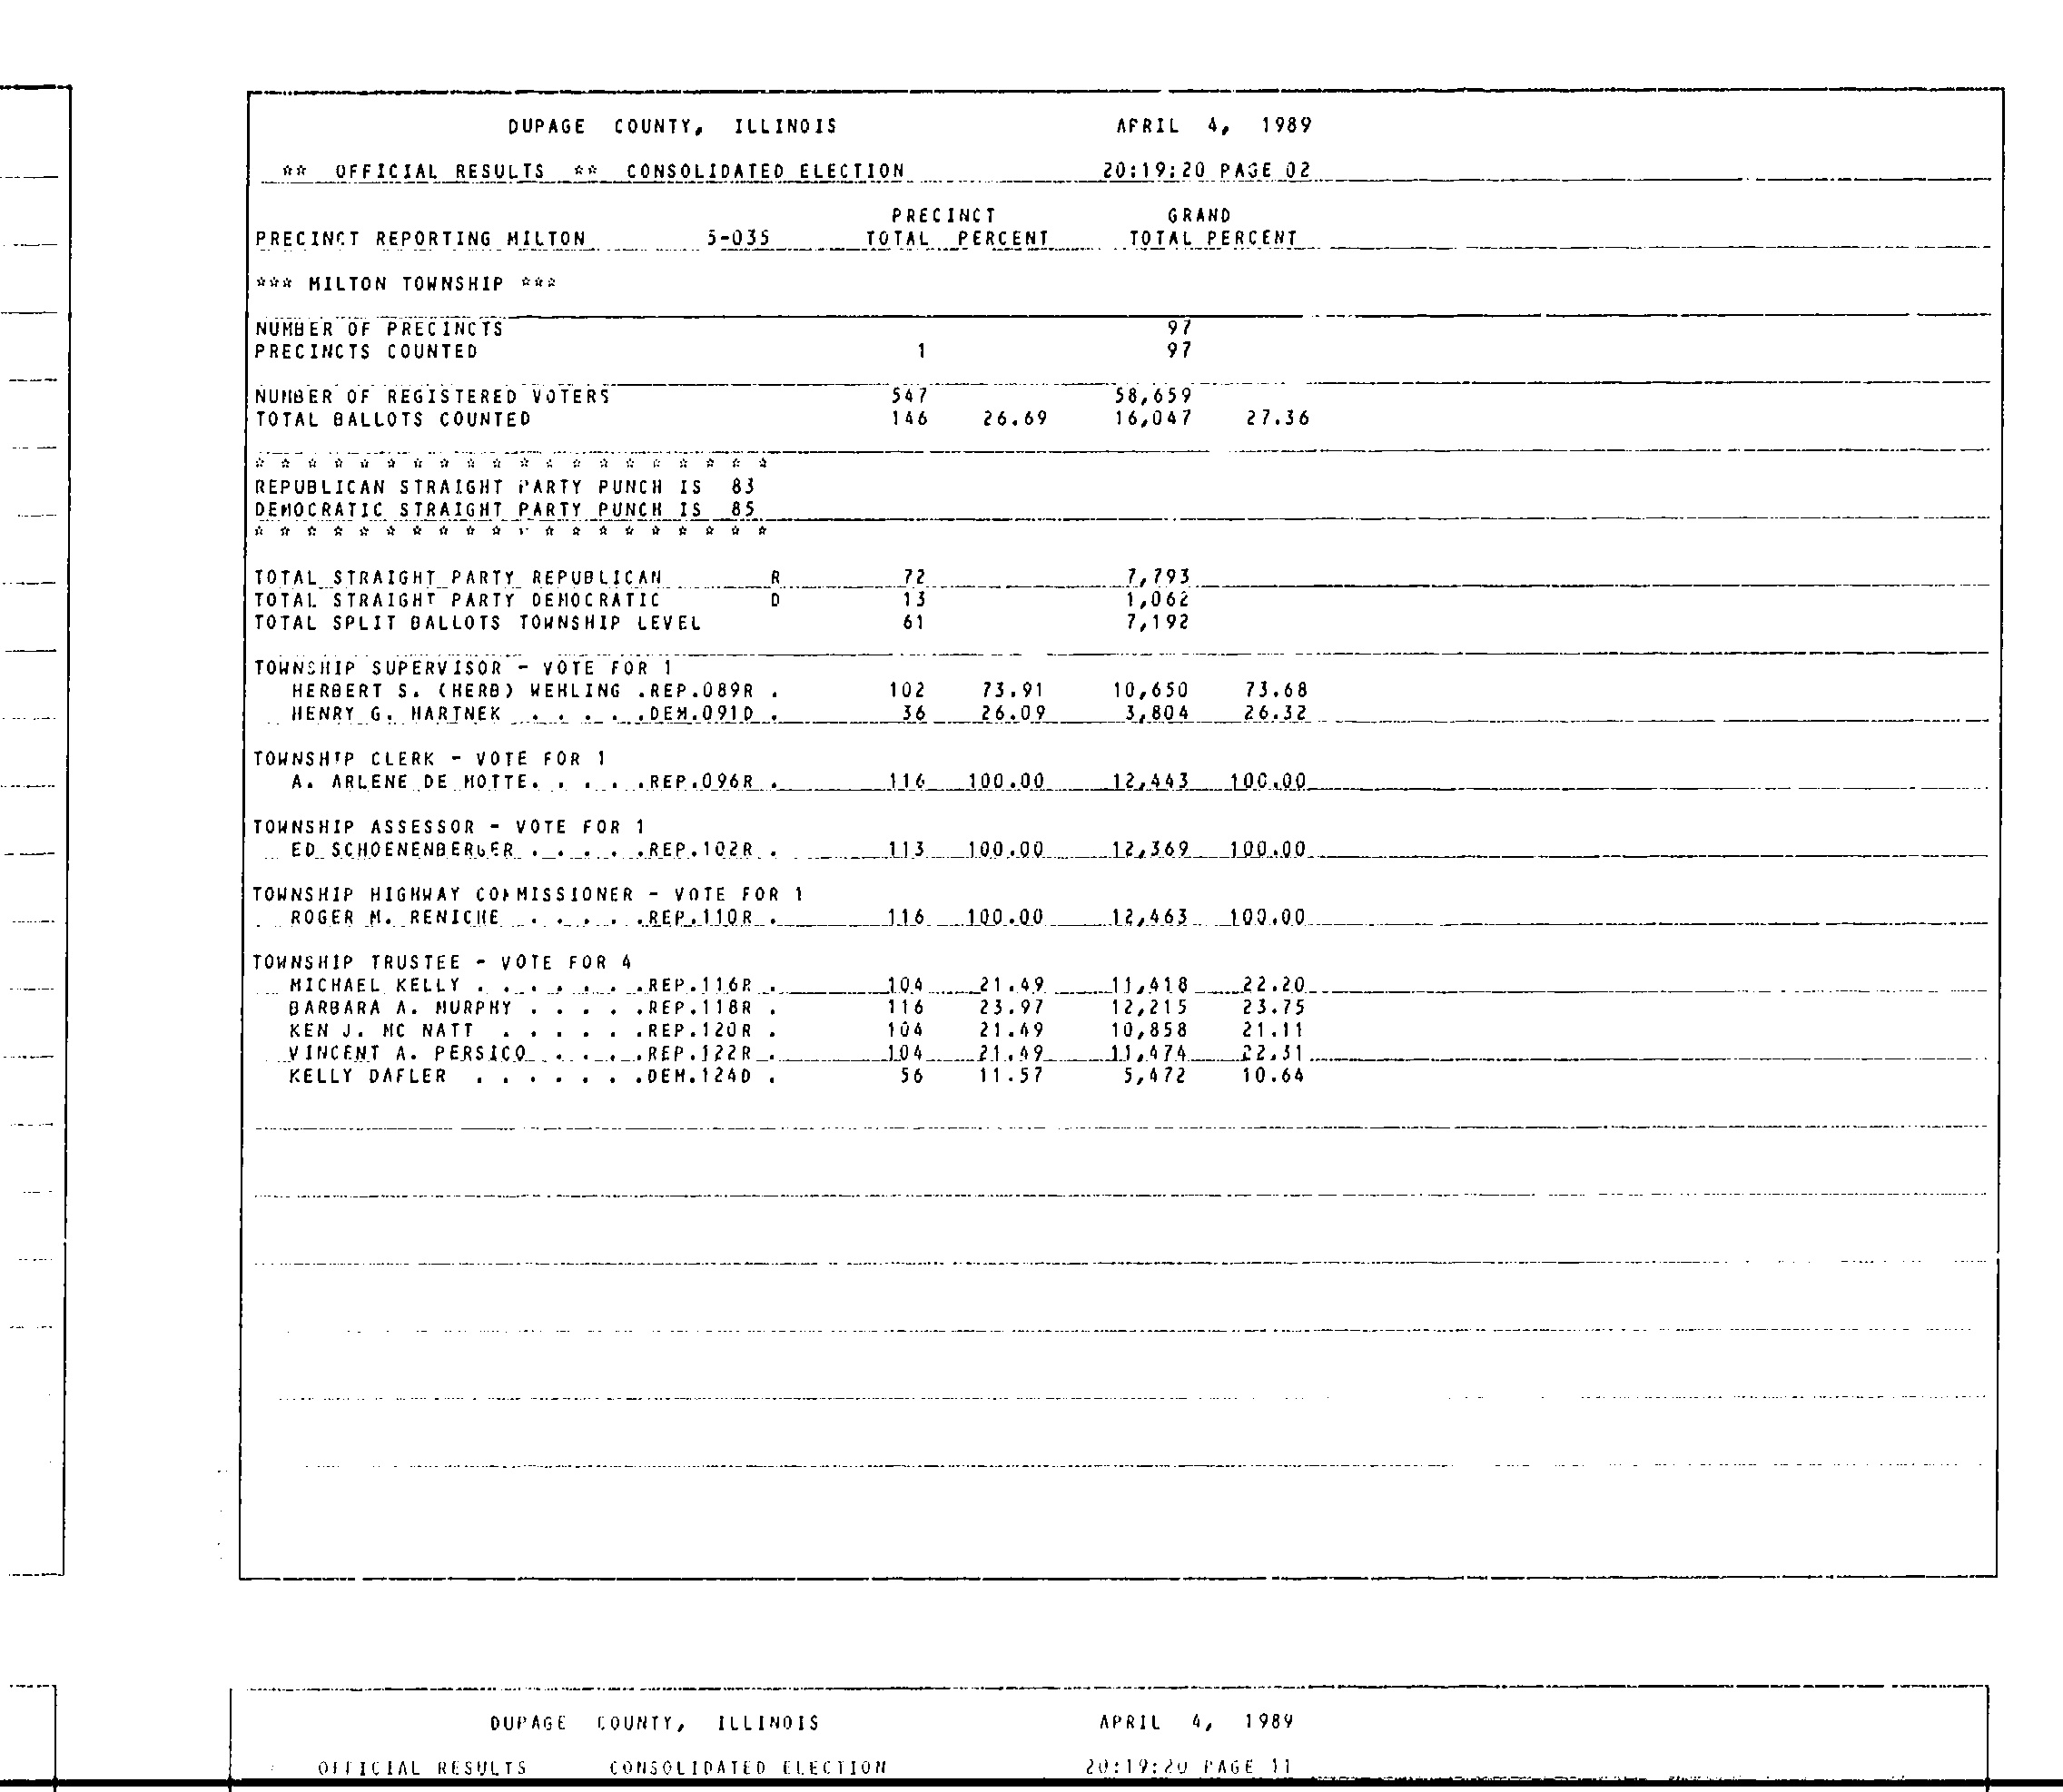 DUPAGE COUNTY, ILLINOIS APRIL 4, 1989
** OFFICIAL RESULTS ** CONSOLIDATED ELECTION 20:19:20 PAGE 02
PRECINCT GRAND
PRECINCT REPORTING MILTON 5-035 TOTAL PERCENT TOTAL PERCENT
*** MILTON TOWNSHIP ***
NUMBER OF PRECINCTS 97
PRECINCTS COUNTED 1 97
NUMBER OF REGISTERED VOTERS 547 58,659
TOTAL BALLOTS COUNTED 146 26.69 16,047 27.36
* * * * * * * * * * * * * * * * * * * *
REPUBLICAN STRAIGHT PARTY PUNCH IS 83
DEMOCRATIC STRAIGHT PARTY PUNCH IS 85
* * * * * * * * * * * * * * * * * * * *
TOTAL STRAIGHT PARTY REPUBLICAN R 72 7,793
TOTAL STRAIGHT PARTY DEMOCRATIC D 13 1,062
TOTAL SPLIT BALLOTS TOWNSHIP LEVEL 61 7,192
TOWNSHIP SUPERVISOR - VOTE FOR 1
HERBERT S. (HERB) WEHLING .REP.089R . 102 73.91 10,650 73.68
HENRY G. HARTNEK . . . . .DEM.091D . 36 26.09 3,804 26.32
TOWNSHIP CLERK - VOTE FOR 1
A. ARLENE DE MOTTE. . . . .REP.096R . 116 100.00 12,443 100.00
TOWNSHIP ASSESSOR - VOTE FOR 1
ED SCHOENENBERGER . . . . .REP.102R . 113 100.00 12,369 100.00
TOWNSHIP HIGHWAY COMMISSIONER - VOTE FOR 1
ROGER M. RENICHE . . . . .REP.110R . 116 100.00 12,463 100.00
TOWNSHIP TRUSTEE - VOTE FOR 4
MICHAEL KELLY . . . . . . .REP.116R . 104 21.49 11,418 22.20
BARBARA A. MURPHY . . . . .REP.118R . 116 23.97 12,215 23.75
KEN J. MC NATT . . . . . .REP.120R . 104 21.49 10,858 21.11
VINCENT A. PERSICO . . . .REP.122R . 104 21.49 11,474 22.31
KELLY DAFLER . . . . . . .DEM.124D . 56 11.57 5,472 10.64
DUPAGE COUNTY, ILLINOIS APRIL 4, 1989
OFFICIAL RESULTS CONSOLIDATED ELECTION 20:19:20 PAGE 11